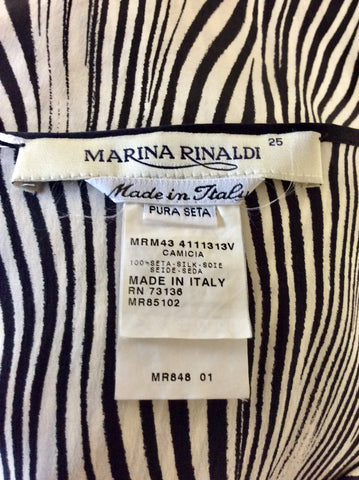 25
MARINA RINALDI
Made in Italy
PURA SETA
MRM43 4111313V
CAMICIA
100%SETA-SILK-SOIE
SEIDE-SEDA
MADE IN ITALY
RN 73136
MR85102
MR848 01